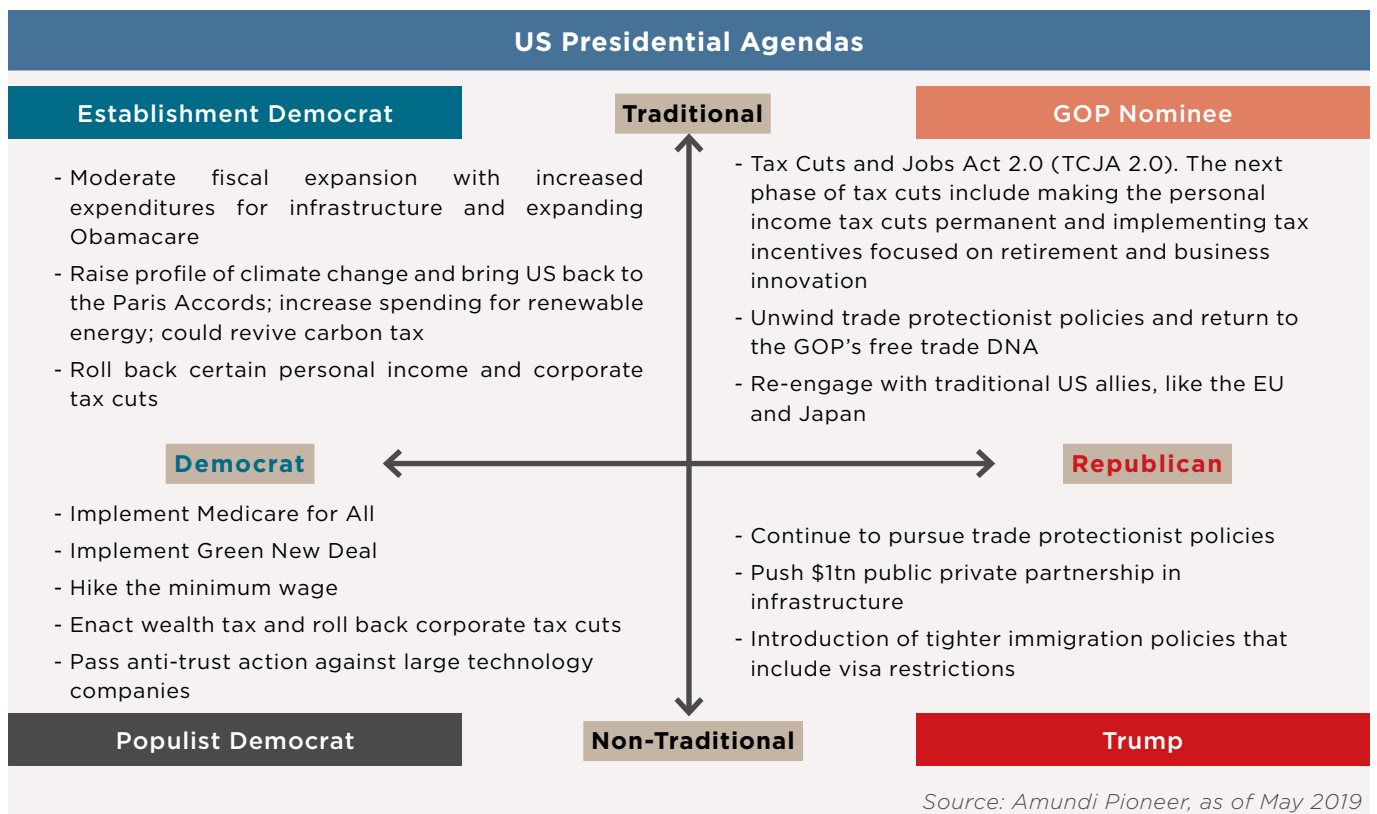 US Presidential Agendas
Establishment Democrat
Traditional
GOP Nominee
- Moderate fiscal expansion with increased
expenditures for infrastructure and expanding
Obamacare
- Raise profile of climate change and bring US back to
the Paris Accords; increase spending for renewable
energy; could revive carbon tax
- Roll back certain personal income and corporate
tax cuts
- Tax Cuts and Jobs Act 2.0 (TCJA 2.0). The next
phase of tax cuts include making the personal
income tax cuts permanent and implementing tax
incentives focused on retirement and business
innovation
- Unwind trade protectionist policies and return to
the GOP’s free trade DNA
- Re-engage with traditional US allies, like the EU
and Japan
Democrat
Republican
- Implement Medicare for All
- Implement Green New Deal
- Hike the minimum wage
- Enact wealth tax and roll back corporate tax cuts
- Pass anti-trust action against large technology
companies
- Continue to pursue trade protectionist policies
- Push $1tn public private partnership in
infrastructure
- Introduction of tighter immigration policies that
include visa restrictions
Populist Democrat
Non-Traditional
Trump
Source: Amundi Pioneer, as of May 2019